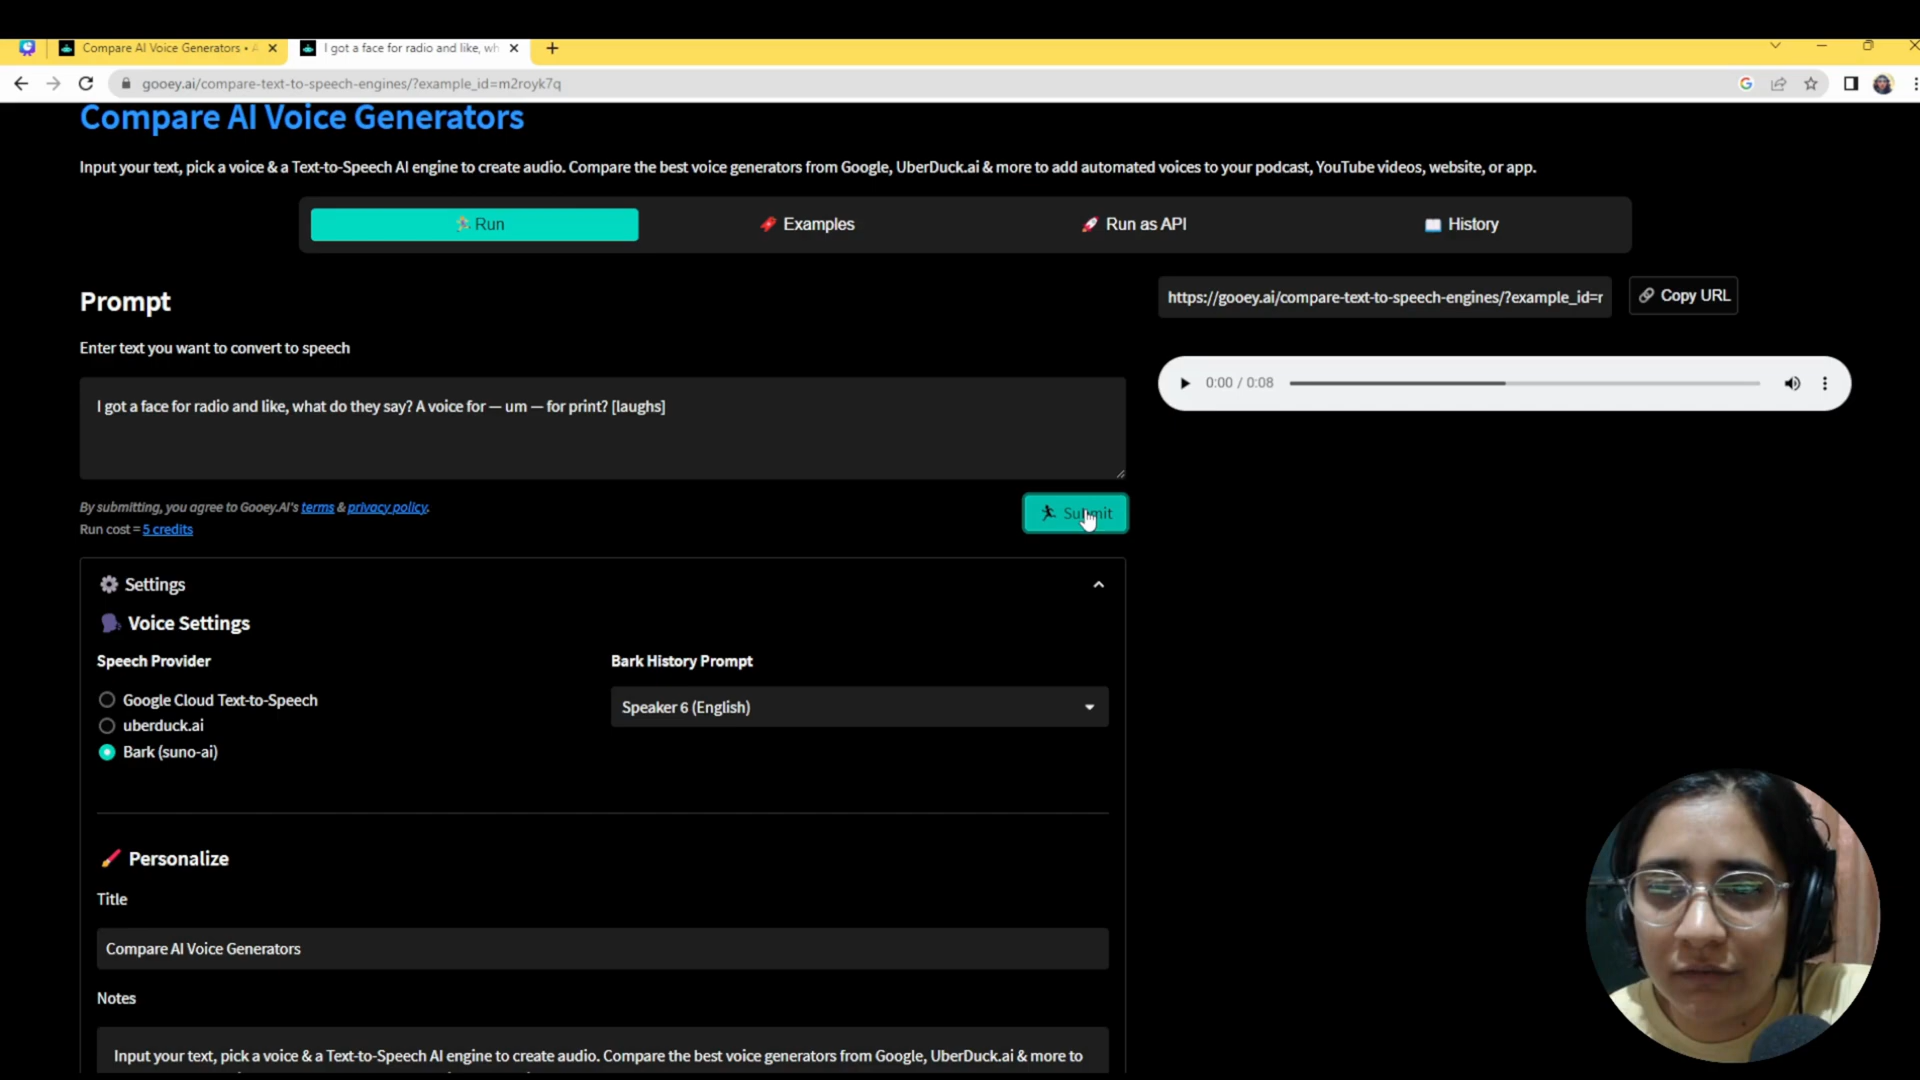 Compare AI Voice Generators •
I got a face for radio and like, wh
gooey.ai/compare-text-to-speech-engines/?example_id=m2royk7q
Compare AI Voice Generators
Input your text, pick a voice & a Text-to-Speech AI engine to create audio. Compare the best voice generators from Google, UberDuck.ai & more to add automated voices to your podcast, YouTube videos, website, or app.
Run
Examples
Run as API
History
Prompt
https://gooey.ai/compare-text-to-speech-engines/?example_id=r
Copy URL
Enter text you want to convert to speech
I got a face for radio and like, what do they say? A voice for — um — for print? [laughs]
0:00 / 0:08
By submitting, you agree to Gooey.AI's terms & privacy policy.
Run cost = 5 credits
Submit
Settings
Voice Settings
Speech Provider
Bark History Prompt
Google Cloud Text-to-Speech
Speaker 6 (English)
uberduck.ai
Bark (suno-ai)
Personalize
Title
Compare AI Voice Generators
Notes
Input your text, pick a voice & a Text-to-Speech AI engine to create audio. Compare the best voice generators from Google, UberDuck.ai & more to